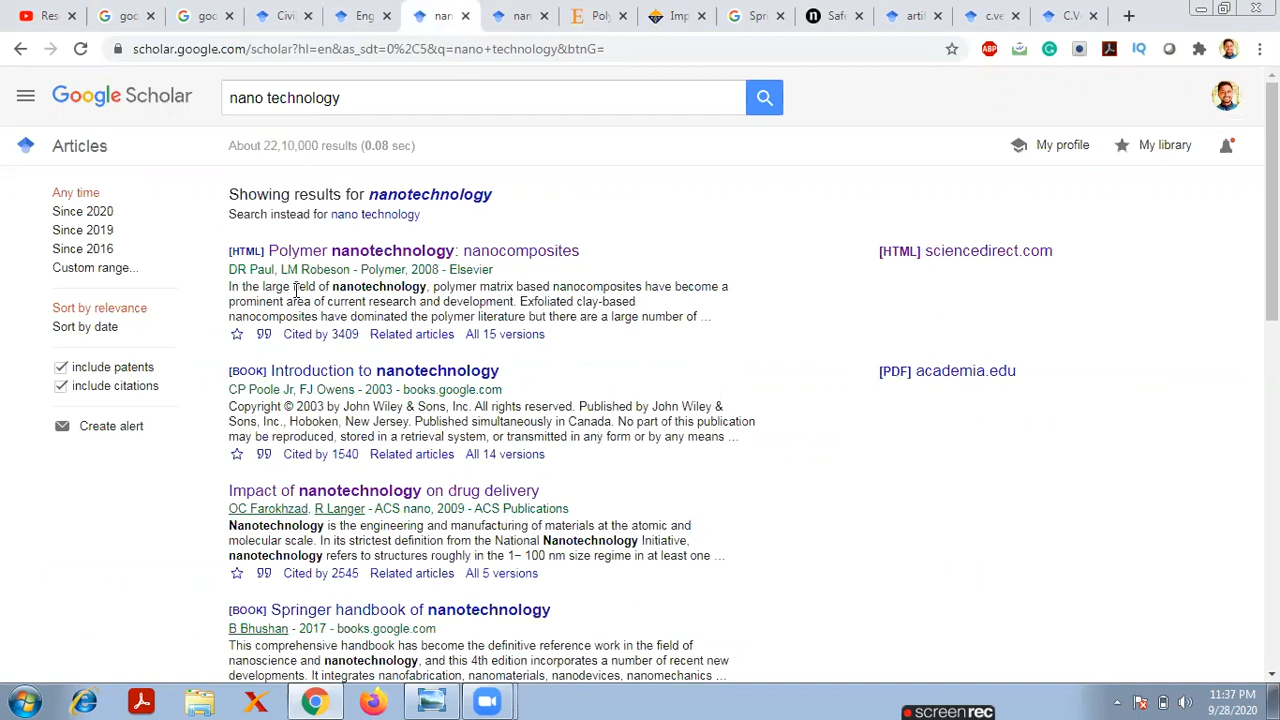 Res
goc
goc
Civi
Eng
nan
nan
Poly
Imp
Spri
Safe
artif
c.ve
C.V
scholar.google.com/scholar?hl=en&as_sdt=0%2C5&q=nano+technology&btnG=
ABP
IQ
Google Scholar
nano technology
Articles
About 22,10,000 results (0.08 sec)
My profile
My library
Any time
Since 2020
Since 2019
Since 2016
Custom range...
Sort by relevance
Sort by date
include patents
include citations
Create alert
Showing results for nanotechnology
Search instead for nano technology
[HTML] Polymer nanotechnology: nanocomposites
[HTML] sciencedirect.com
DR Paul, LM Robeson - Polymer, 2008 - Elsevier
In the large field of nanotechnology, polymer matrix based nanocomposites have become a
prominent area of current research and development. Exfoliated clay-based
nanocomposites have dominated the polymer literature but there are a large number of ...
Cited by 3409 Related articles All 15 versions
[BOOK] Introduction to nanotechnology
[PDF] academia.edu
CP Poole Jr, FJ Owens - 2003 - books.google.com
Copyright © 2003 by John Wiley & Sons, Inc. All rights reserved. Published by John Wiley &
Sons, Inc., Hoboken, New Jersey. Published simultaneously in Canada. No part of this publication
may be reproduced, stored in a retrieval system, or transmitted in any form or by any means ...
Cited by 1540 Related articles All 14 versions
Impact of nanotechnology on drug delivery
OC Farokhzad, R Langer - ACS nano, 2009 - ACS Publications
Nanotechnology is the engineering and manufacturing of materials at the atomic and
molecular scale. In its strictest definition from the National Nanotechnology Initiative,
nanotechnology refers to structures roughly in the 1− 100 nm size regime in at least one ...
Cited by 2545 Related articles All 5 versions
[BOOK] Springer handbook of nanotechnology
B Bhushan - 2017 - books.google.com
This comprehensive handbook has become the definitive reference work in the field of
nanoscience and nanotechnology, and this 4th edition incorporates a number of recent new
developments. It integrates nanofabrication, nanomaterials, nanodevices, nanomechanics ...
11:37 PM
9/28/2020
screenrec